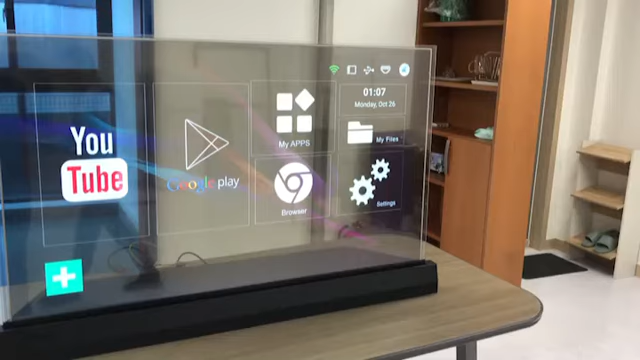 You
Tube
Google play
My APPS
Browser
01:07
Monday, Oct 26
My Files
Settings